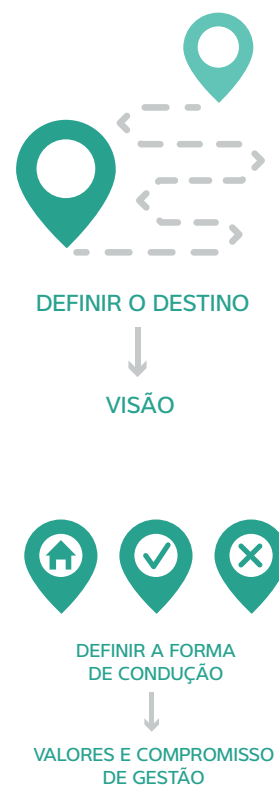 DEFINIR O DESTINO
VISÃO
DEFINIR A FORMA
DE CONDUÇÃO
VALORES E COMPROMISSO
DE GESTÃO